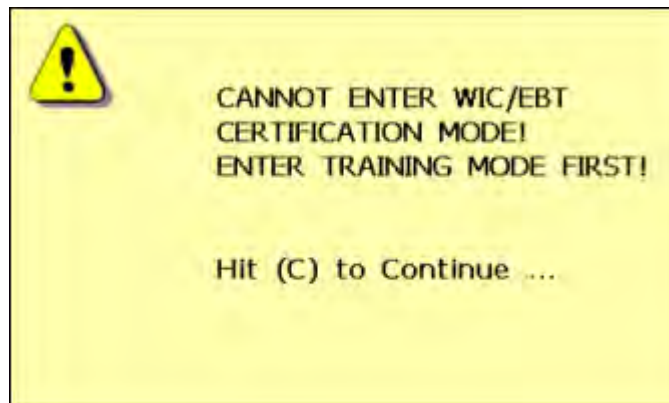 CANNOT ENTER WIC/EBT
CERTIFICATION MODE!
ENTER TRAINING MODE FIRST!
Hit (C) to Continue ...